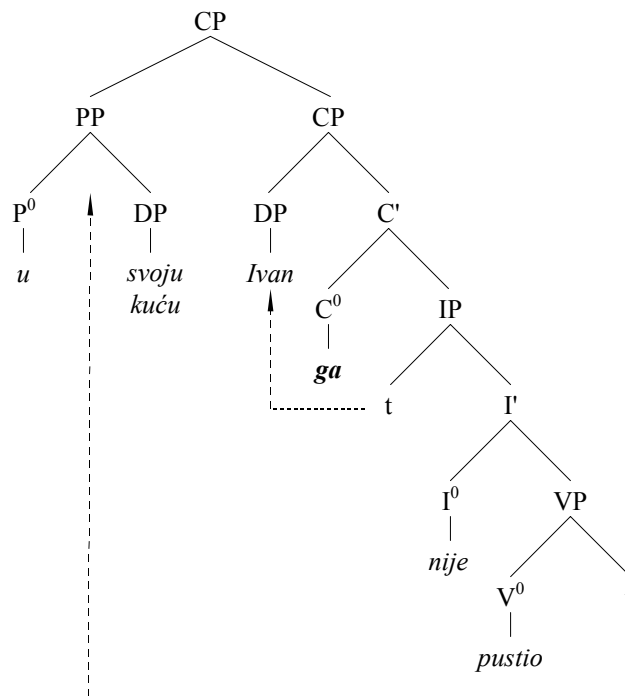 CP
PP CP
P⁰ DP DP C'
u svoju kuću Ivan C⁰ IP
ga t I'
I⁰ VP
nije V⁰
pustio